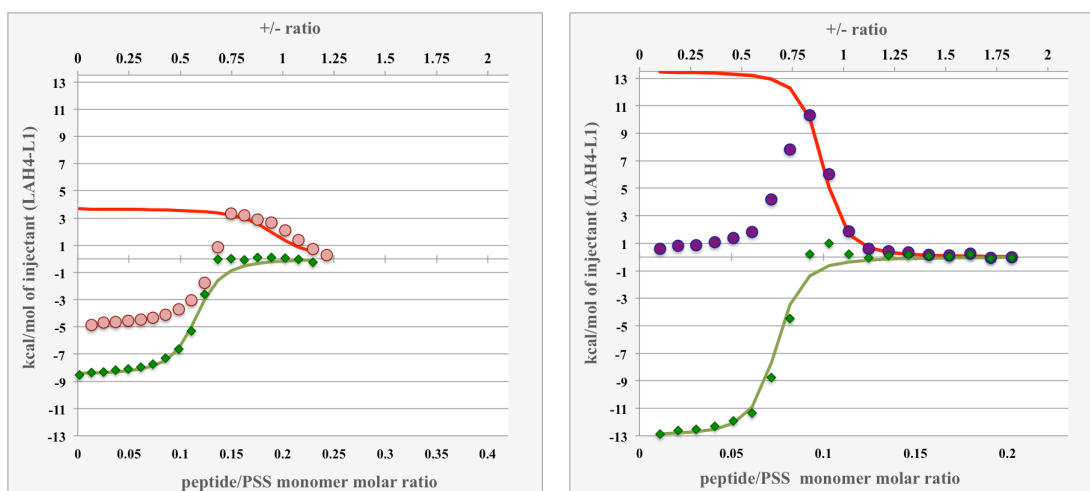 +/- ratio
0 0.25 0.5 0.75 1 1.25 1.5 1.75 2
13
11
9
7
5
3
1
-1
-3
-5
-7
-9
-11
-13
kcal/mol of injectant (LAH4-L1)
0 0.05 0.1 0.15 0.2 0.25 0.3 0.35 0.4
peptide/PSS monomer molar ratio
+/- ratio
0 0.25 0.5 0.75 1 1.25 1.5 1.75 2
13
11
9
7
5
3
1
-1
-3
-5
-7
-9
-11
-13
kcal/mol of injectant (LAH4-L1)
0 0.05 0.1 0.15 0.2
peptide/PSS monomer molar ratio